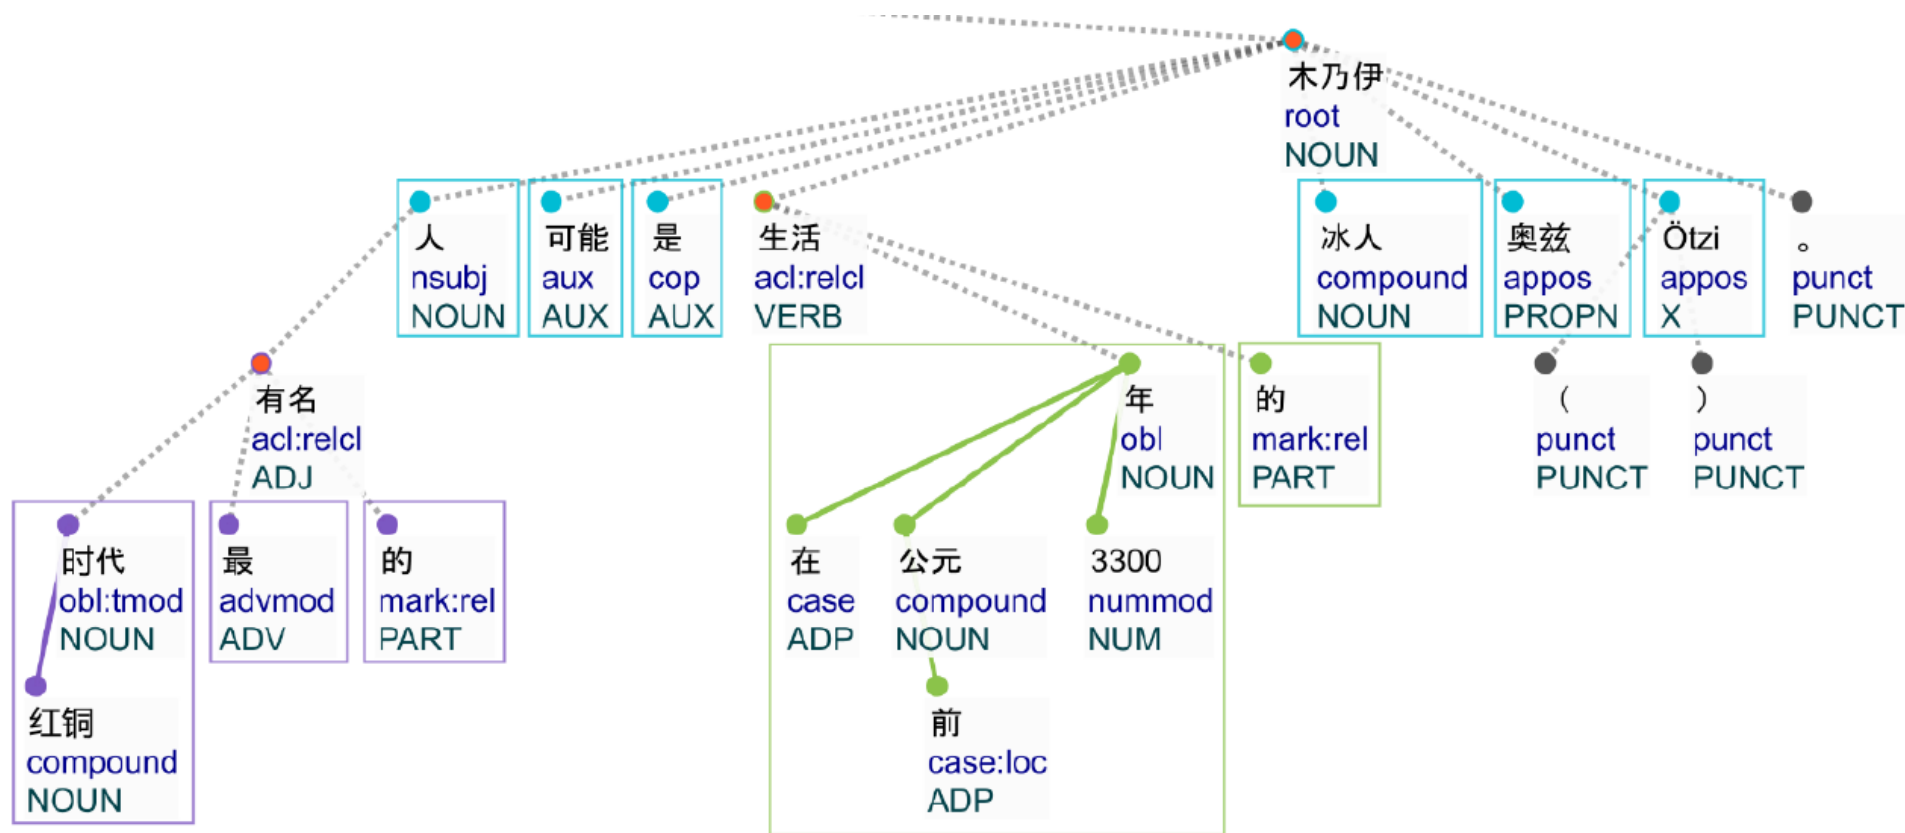 木乃伊
root
NOUN
人
nsubj
NOUN
可能
aux
AUX
是
cop
AUX
生活
acl:relcl
VERB
冰人
compound
NOUN
奥兹
appos
PROPN
Ötzi
appos
X
。
punct
PUNCT
有名
acl:relcl
ADJ
年
obl
NOUN
的
mark:rel
PART
（
punct
PUNCT
）
punct
PUNCT
时代
obl:tmod
NOUN
最
advmod
ADV
的
mark:rel
PART
在
case
ADP
公元
compound
NOUN
3300
nummod
NUM
红铜
compound
NOUN
前
case:loc
ADP